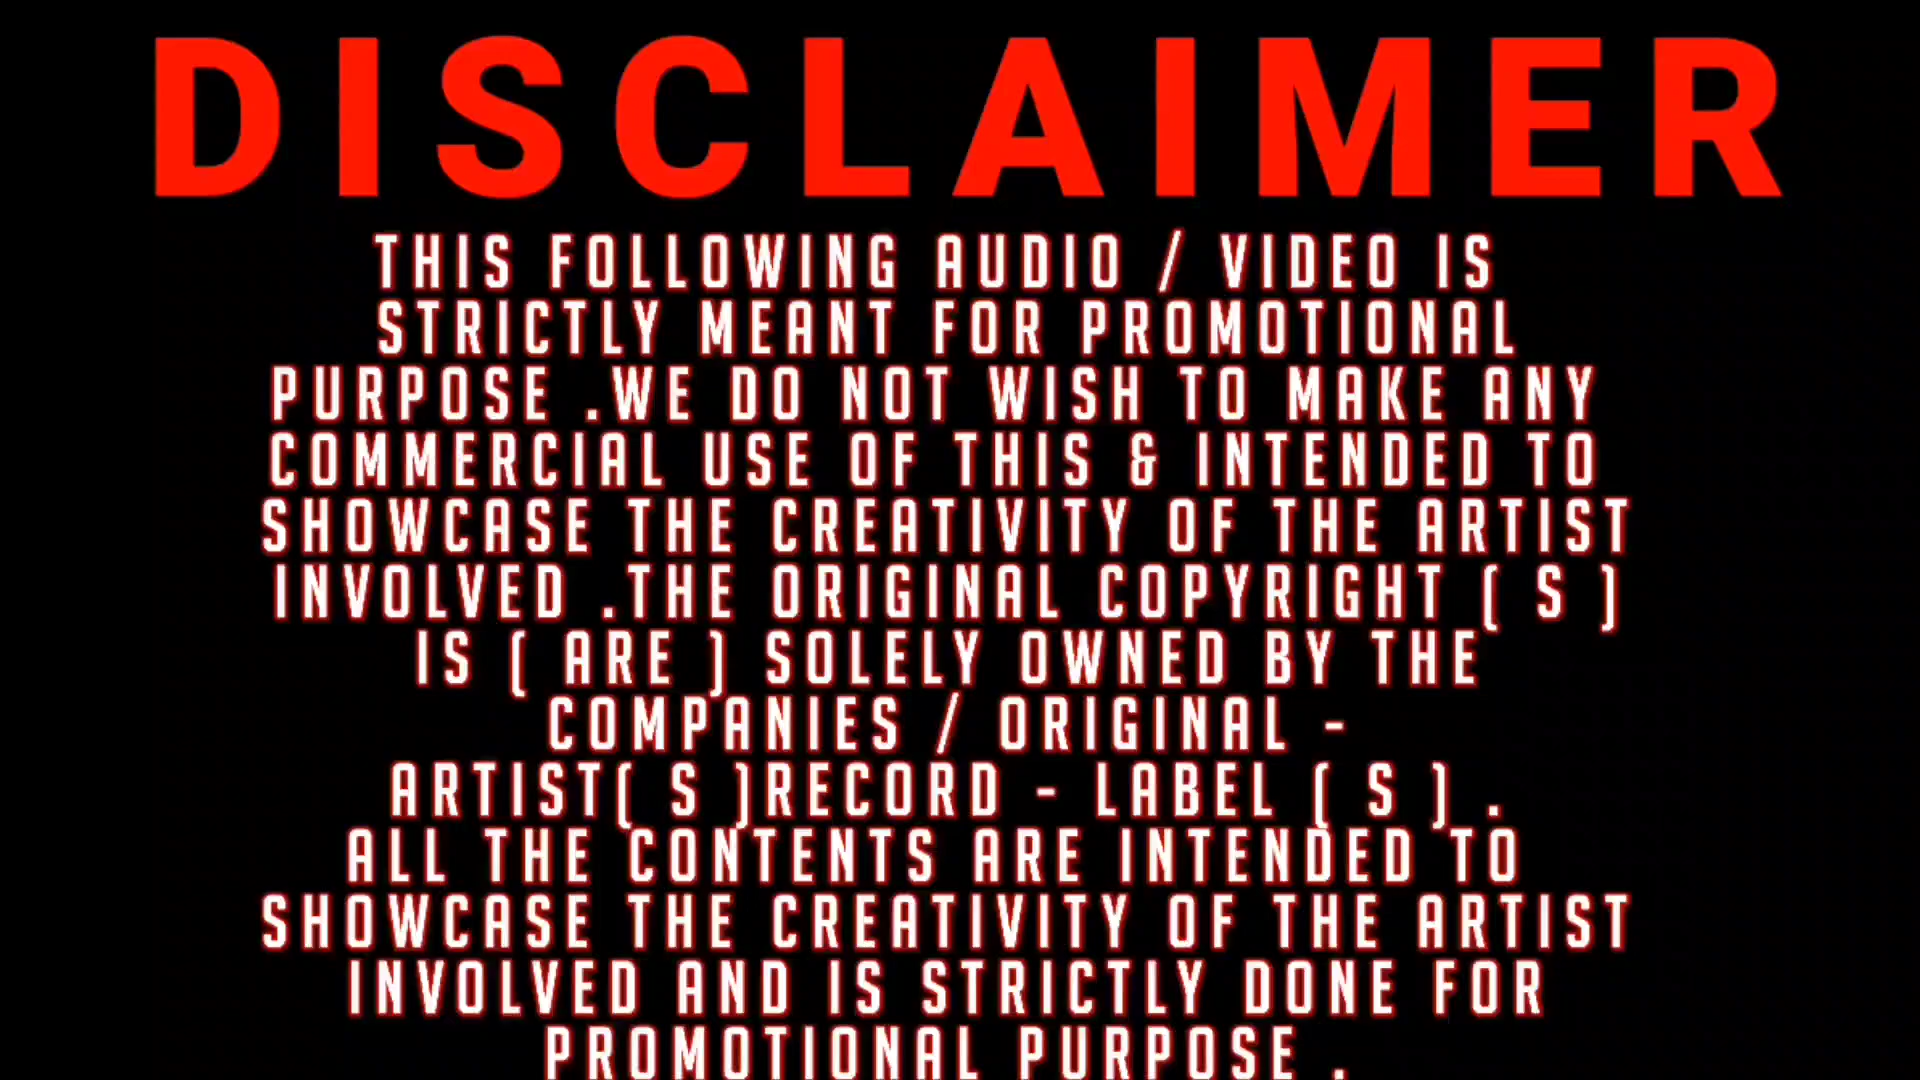 DISCLAIMER
THIS FOLLOWING AUDIO / VIDEO IS
STRICTLY MEANT FOR PROMOTIONAL
PURPOSE .WE DO NOT WISH TO MAKE ANY
COMMERCIAL USE OF THIS & INTENDED TO
SHOWCASE THE CREATIVITY OF THE ARTIST
INVOLVED .THE ORIGINAL COPYRIGHT ( S )
IS ( ARE ) SOLELY OWNED BY THE
COMPANIES / ORIGINAL -
ARTIST( S )RECORD - LABEL ( S ) .
ALL THE CONTENTS ARE INTENDED TO
SHOWCASE THE CREATIVITY OF THE ARTIST
INVOLVED AND IS STRICTLY DONE FOR
PROMOTIONAL PURPOSE .